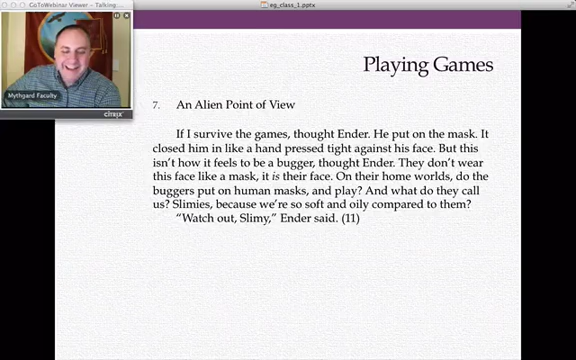 GoToWebinar Viewer – Talking...
eg_class_1.pptx
Mythgard Faculty
citrix
Playing Games
7. An Alien Point of View
If I survive the games, thought Ender. He put on the mask. It
closed him in like a hand pressed tight against his face. But this
isn't how it feels to be a bugger, thought Ender. They don't wear
this face like a mask, it is their face. On their home worlds, do the
buggers put on human masks, and play? And what do they call
us? Slimies, because we're so soft and oily compared to them?
"Watch out, Slimy," Ender said. (11)